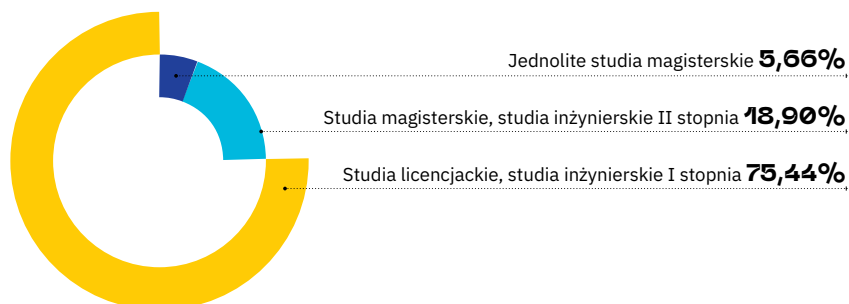 Jednolite studia magisterskie 5,66%
Studia magisterskie, studia inżynierskie II stopnia 18,90%
Studia licencjackie, studia inżynierskie I stopnia 75,44%